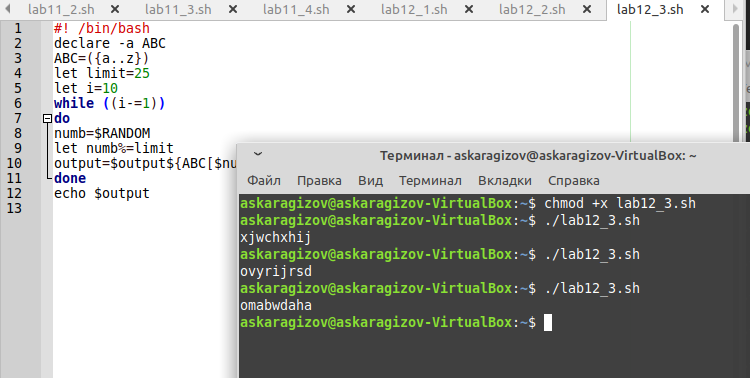 lab11_2.sh lab11_3.sh lab11_4.sh lab12_1.sh lab12_2.sh lab12_3.sh
1 #! /bin/bash
2 declare -a ABC
3 ABC=({a..z})
4 let limit=25
5 let i=10
6 while ((i-=1))
7 do
8 numb=$RANDOM
9 let numb%=limit
10 output=$output${ABC[$nu
11 done
12 echo $output
13
Терминал - askaragizov@askaragizov-VirtualBox: ~
Файл Правка Вид Терминал Вкладки Справка
askaragizov@askaragizov-VirtualBox:~$ chmod +x lab12_3.sh
askaragizov@askaragizov-VirtualBox:~$ ./lab12_3.sh
xjwchxhij
askaragizov@askaragizov-VirtualBox:~$ ./lab12_3.sh
ovyrijrsd
askaragizov@askaragizov-VirtualBox:~$ ./lab12_3.sh
omabwdaha
askaragizov@askaragizov-VirtualBox:~$